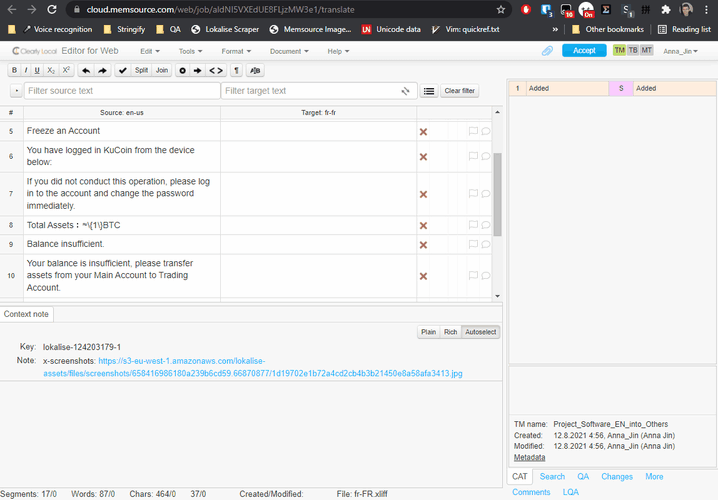 cloud.memsource.com/web/job/aIdNI5VXEdUE8FLjzMW3e1/translate
3
10
On
1
Voice recognition
Stringify
QA
Lokalise Scraper
Memsource Image...
LN Unicode data
Vim: quickref.txt
»
Other bookmarks
Reading list
Clearly Local Editor for Web
Edit
Tools
Format
Document
Help
Accept
TM TB MT
Anna_Jin
B I U X₂ X²
Split Join
< >
¶
Filter source text
Filter target text
Clear filter
# Source: en-us Target: fr-fr
5 Freeze an Account
6 You have logged in KuCoin from the device
below:
7 If you did not conduct this operation, please log
in to the account and change the password
immediately.
8 Total Assets：≈\{1\}BTC
9 Balance insufficient.
10 Your balance is insufficient, please transfer
assets from your Main Account to Trading
Account.
1 Added S Added
Context note
Plain Rich Autoselect
Key: lokalise-124203179-1
Note: x-screenshots: https://s3-eu-west-1.amazonaws.com/lokalise-
assets/files/screenshots/658416986180a239b6cd59.66870877/1d19702e1b72a4cd2cb4b3b21450e8a58afa3413.jpg
TM name: Project_Software_EN_into_Others
Created: 12.8.2021 4:56, Anna_Jin (Anna Jin)
Modified: 12.8.2021 4:56, Anna_Jin (Anna Jin)
Metadata
CAT Search QA Changes More
Comments LQA
Segments: 17/0 Words: 87/0 Chars: 464/0 37/0 Created/Modified: File: fr-FR.xliff